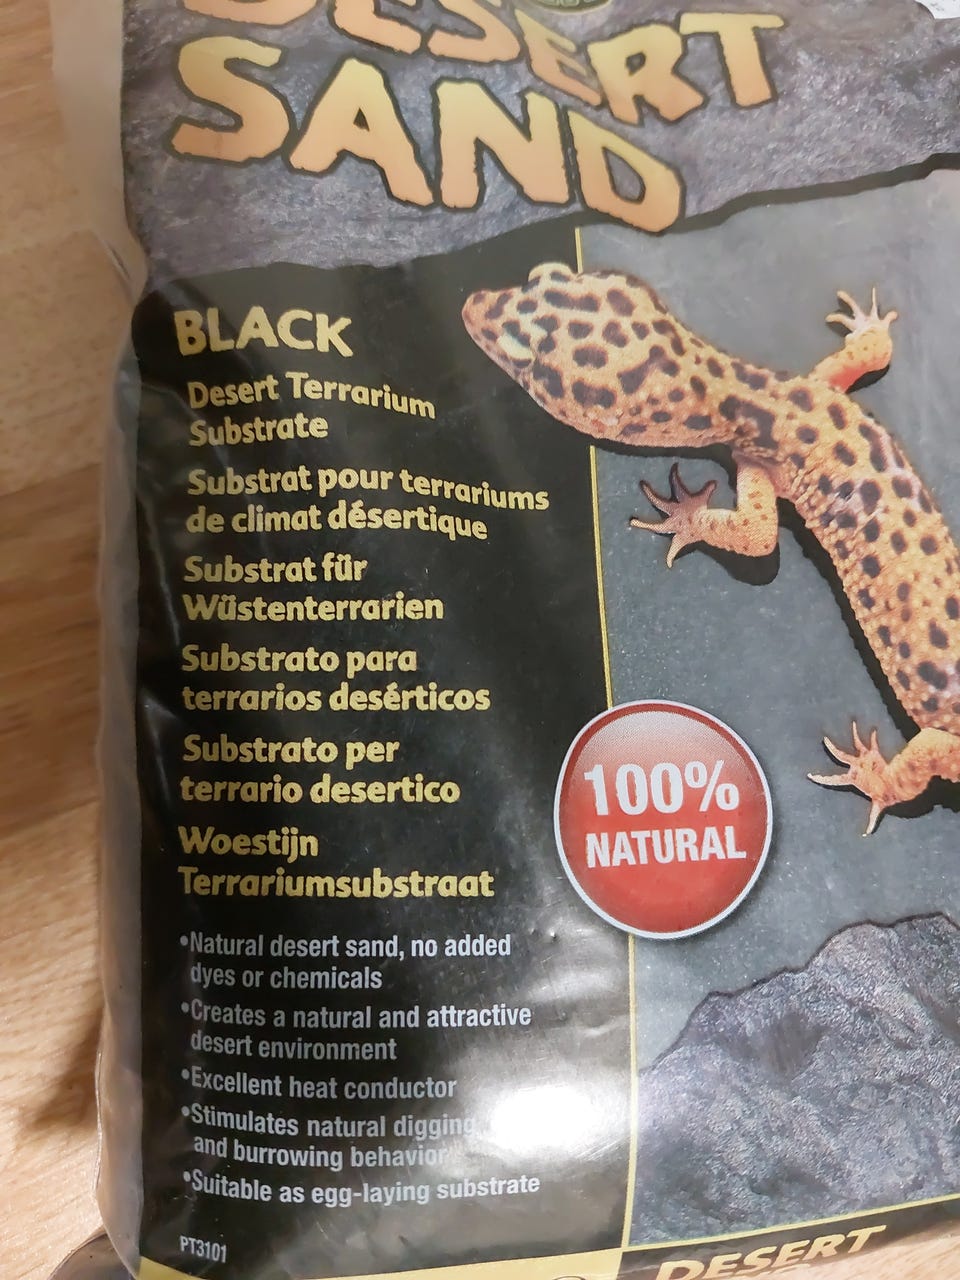 DESERT
SAND
BLACK
Desert Terrarium
Substrate
Substrat pour terrariums
de climat désertique
Substrat für
Wüstenterrarien
Substrato para
terrarios desérticos
Substrato per
terrario desertico
Woestijn
Terrariumsubstraat
100%
NATURAL
•Natural desert sand, no added
dyes or chemicals
•Creates a natural and attractive
desert environment
•Excellent heat conductor
•Stimulates natural digging
and burrowing behavior
•Suitable as egg-laying substrate
PT3101
DESERT